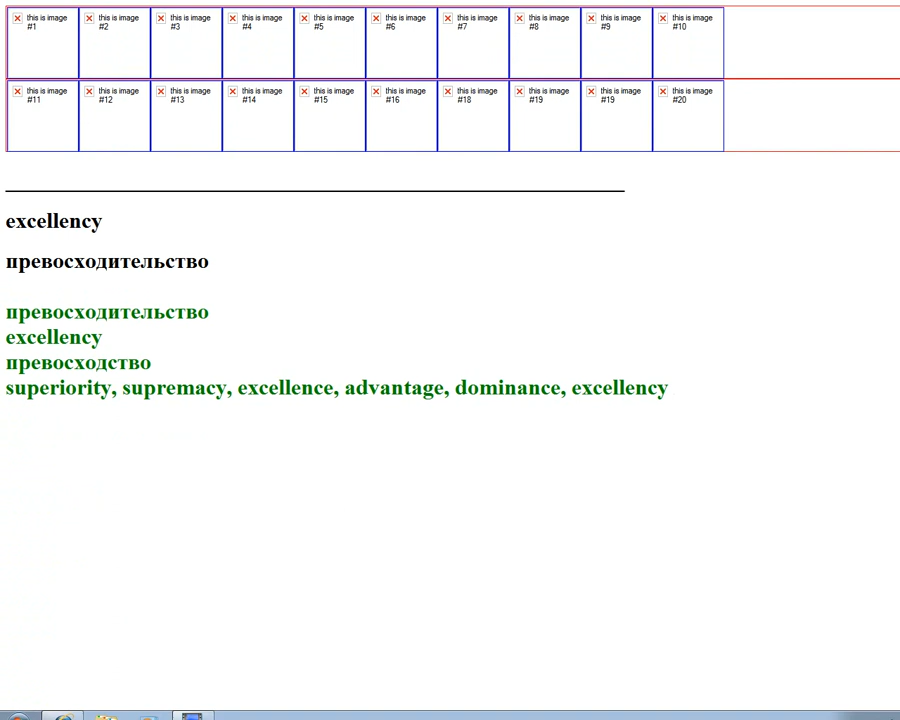 this is image this is image this is image this is image this is image this is image this is image this is image this is image this is image
#1 #2 #3 #4 #5 #6 #7 #8 #9 #10
this is image this is image this is image this is image this is image this is image this is image this is image this is image this is image
#11 #12 #13 #14 #15 #16 #18 #19 #19 #20
excellency
превосходительство
превосходительство
excellency
превосходство
superiority, supremacy, excellence, advantage, dominance, excellency